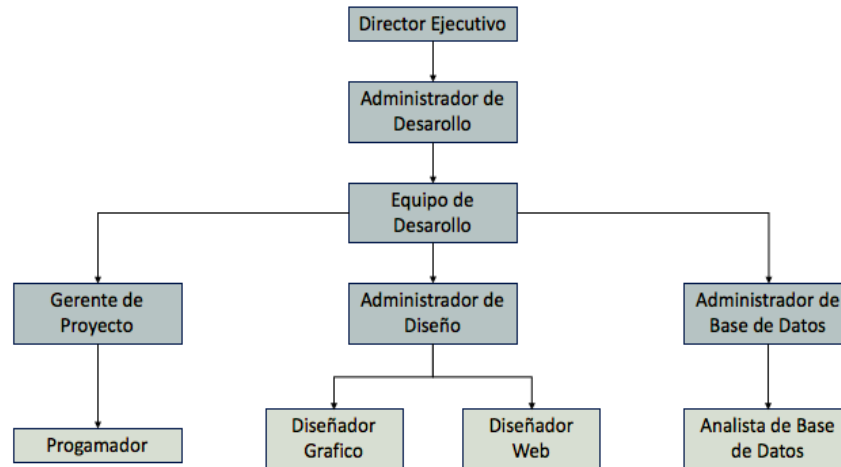 Director Ejecutivo
Administrador de
Desarollo
Equipo de
Desarollo
Gerente de
Proyecto
Administrador de
Diseño
Administrador de
Base de Datos
Progamador
Diseñador
Grafico
Diseñador
Web
Analista de Base
de Datos